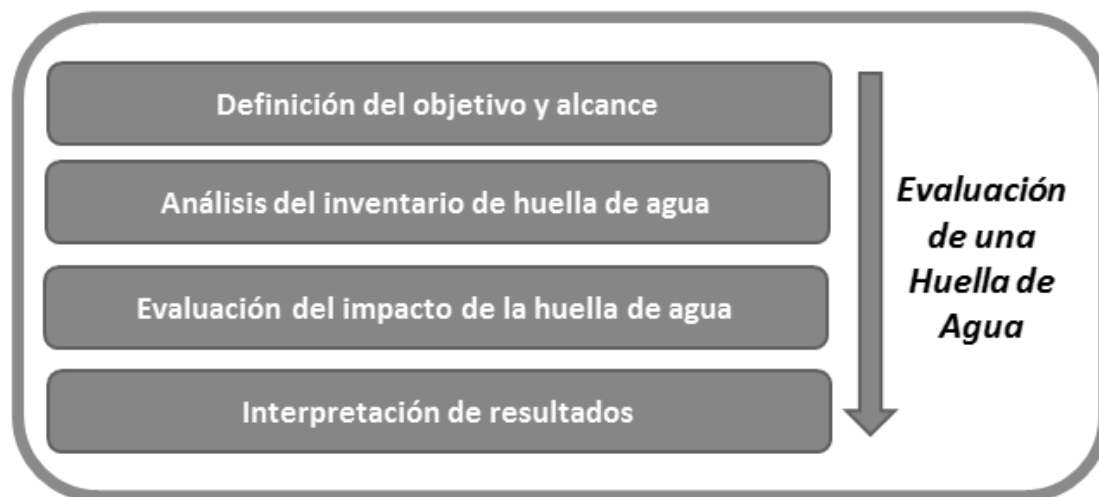 Definición del objetivo y alcance
Análisis del inventario de huella de agua
Evaluación del impacto de la huella de agua
Interpretación de resultados
Evaluación
de una
Huella de
Agua